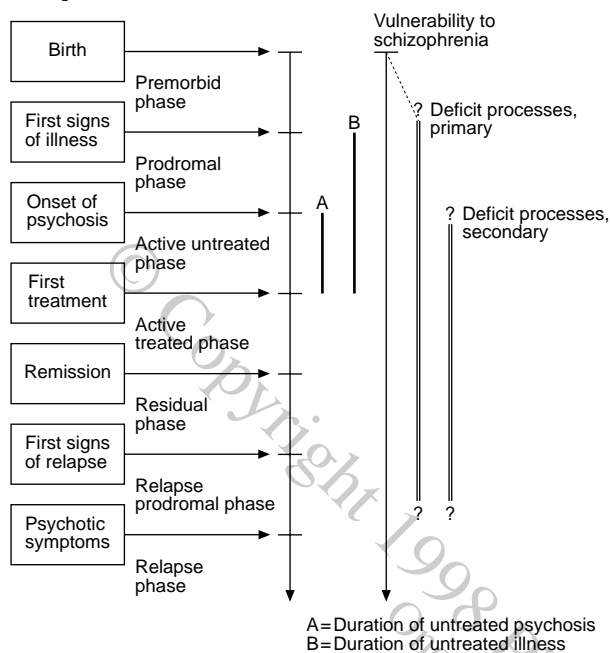 Vulnerability to
schizophrenia
Birth
Premorbid
phase
? Deficit processes,
primary
First signs
of illness
B
Prodromal
phase
Onset of
psychosis
A
? Deficit processes,
secondary
Active untreated
phase
First
treatment
Active
treated phase
Remission
Residual
phase
First signs
of relapse
Relapse
prodromal phase
? ?
Psychotic
symptoms
Relapse
phase
A=Duration of untreated psychosis
B=Duration of untreated illness
© Copyright 1998